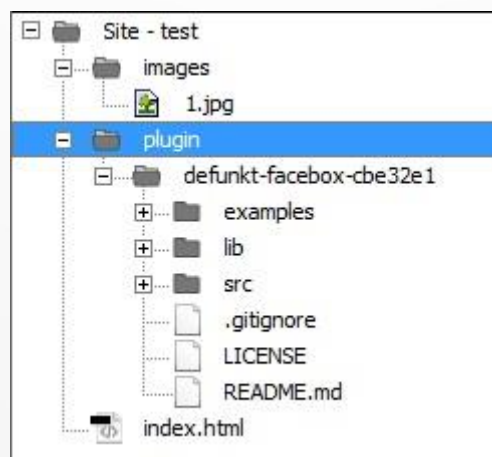 Site - test
images
1.jpg
plugin
defunkt-facebox-cbe32e1
examples
lib
src
.gitignore
LICENSE
README.md
index.html